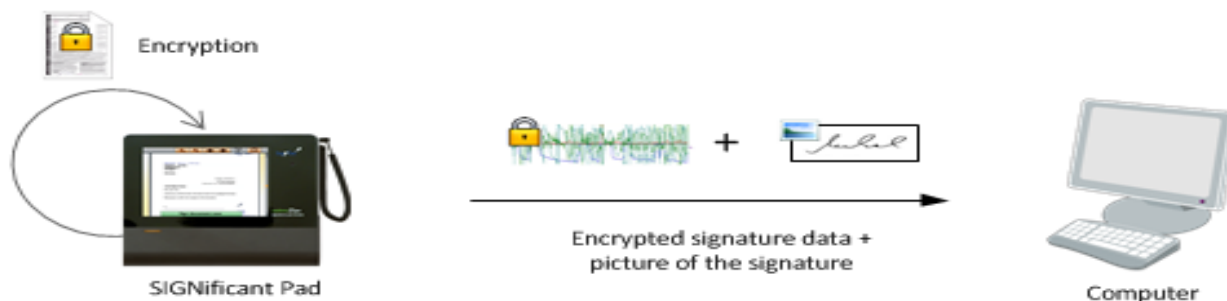 Encryption
+
Encrypted signature data +
picture of the signature
SIGNificant Pad
Computer